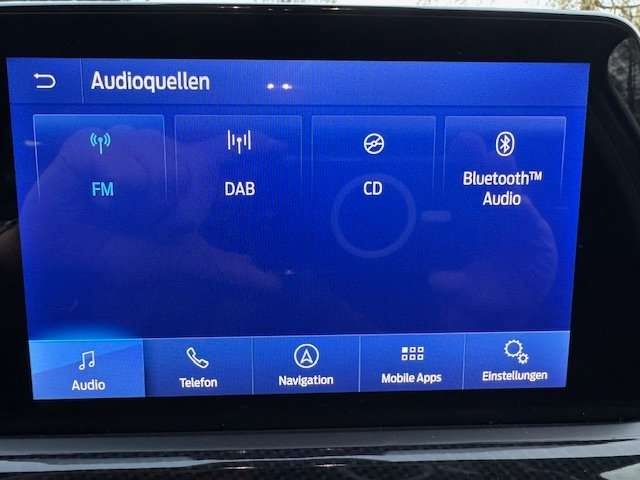 Audioquellen
FM
DAB
CD
Bluetooth™
Audio
Audio
Telefon
Navigation
Mobile Apps
Einstellungen